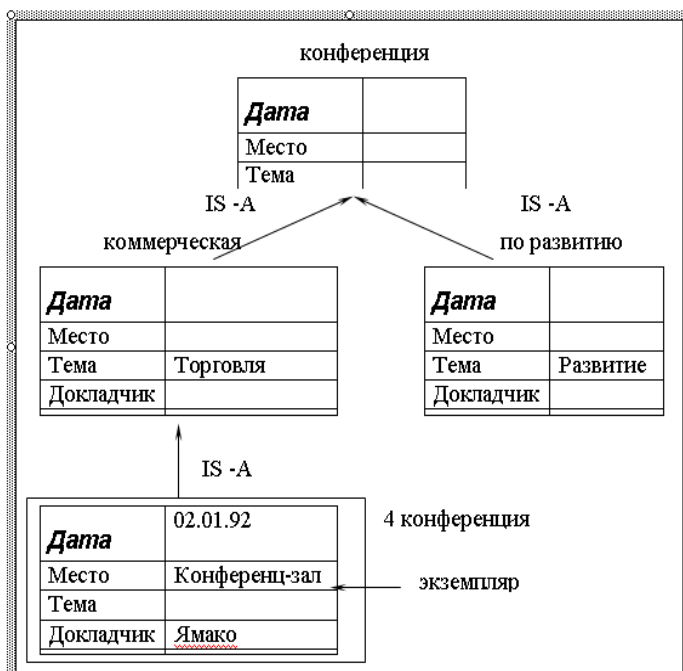 конференция
Дата
Место
Тема
IS -A IS -A
коммерческая по развитию
Дата Дата
Место Место
Тема Торговля Тема Развитие
Докладчик Докладчик
IS -A
02.01.92 4 конференция
Дата
Место Конференц-зал экземпляр
Тема
Докладчик Ямако